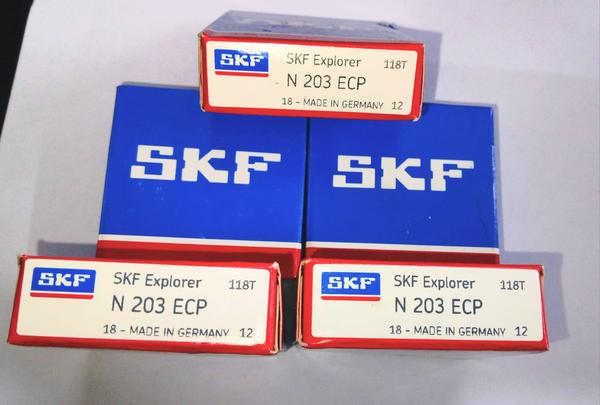 SKF
SKF Explorer 118T
N 203 ECP
18 – MADE IN GERMANY 12
SKF
SKF
SKF
SKF Explorer 118T
N 203 ECP
18 – MADE IN GERMANY 12
SKF
SKF Explorer 118T
N 203 ECP
18 – MADE IN GERMANY 12